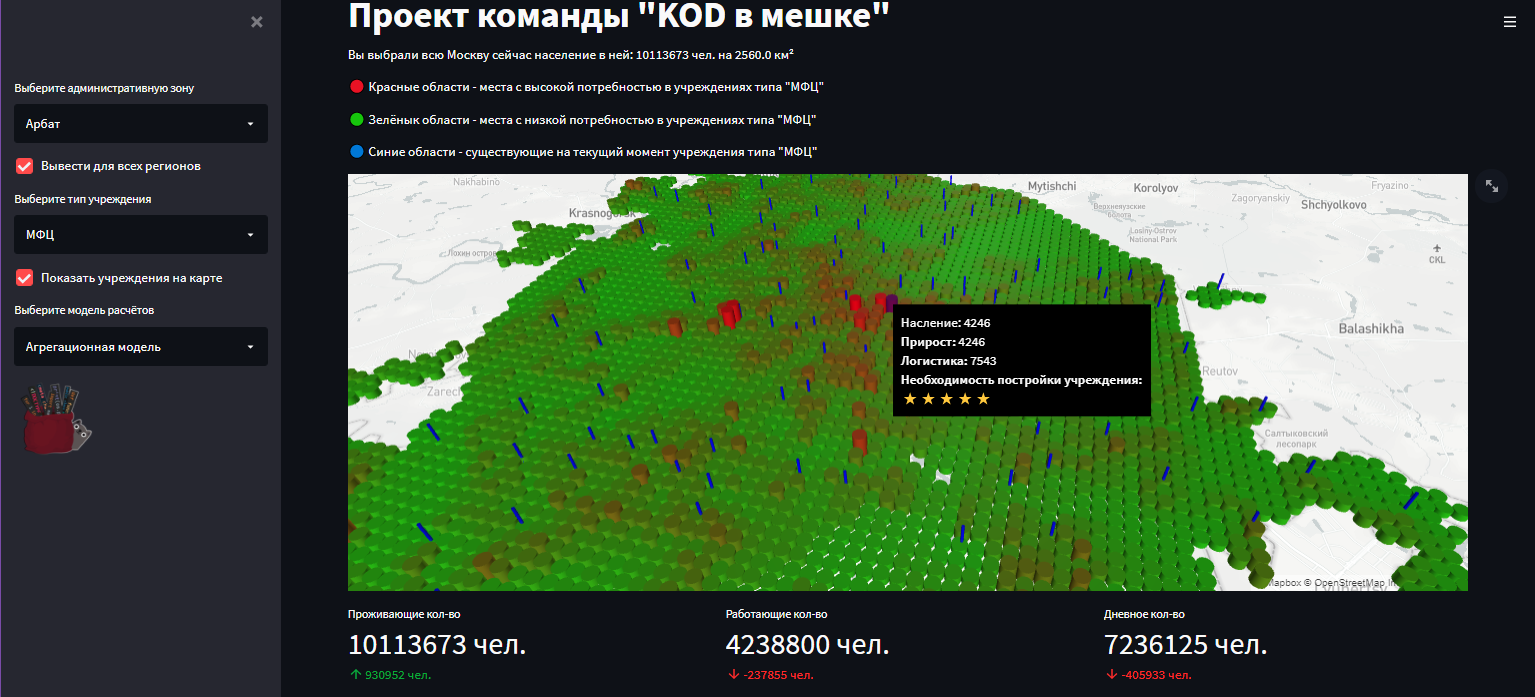 Проект команды "KOD в мешке"
Вы выбрали всю Москву сейчас население в ней: 10113673 чел. на 2560.0 км²
Красные области - места с высокой потребностью в учреждениях типа "МФЦ"
Зелёнык области - места с низкой потребностью в учреждениях типа "МФЦ"
Синие области - существующие на текущий момент учреждения типа "МФЦ"
Выберите административную зону
Арбат
Вывести для всех регионов
Выберите тип учреждения
МФЦ
Показать учреждения на карте
Выберите модель расчётов
Агрегационная модель
Nakhabino
Krasnogorsk
Лохин остров
Zarech
Mytishchi
Korolyov
Верхнеяузские
болота
Losiny Ostrov
National Park
Zagoryanskiy
Fryazino
Shchyolkovo
CKL
Balashikha
Reutov
Салтыковский
лесопарк
Насление: 4246
Прирост: 4246
Логистика: 7543
Необходимость постройки учреждения:
Mapbox © OpenStreetMap
Проживающие кол-во
10113673 чел.
930952 чел.
Работающие кол-во
4238800 чел.
-237855 чел.
Дневное кол-во
7236125 чел.
-405933 чел.